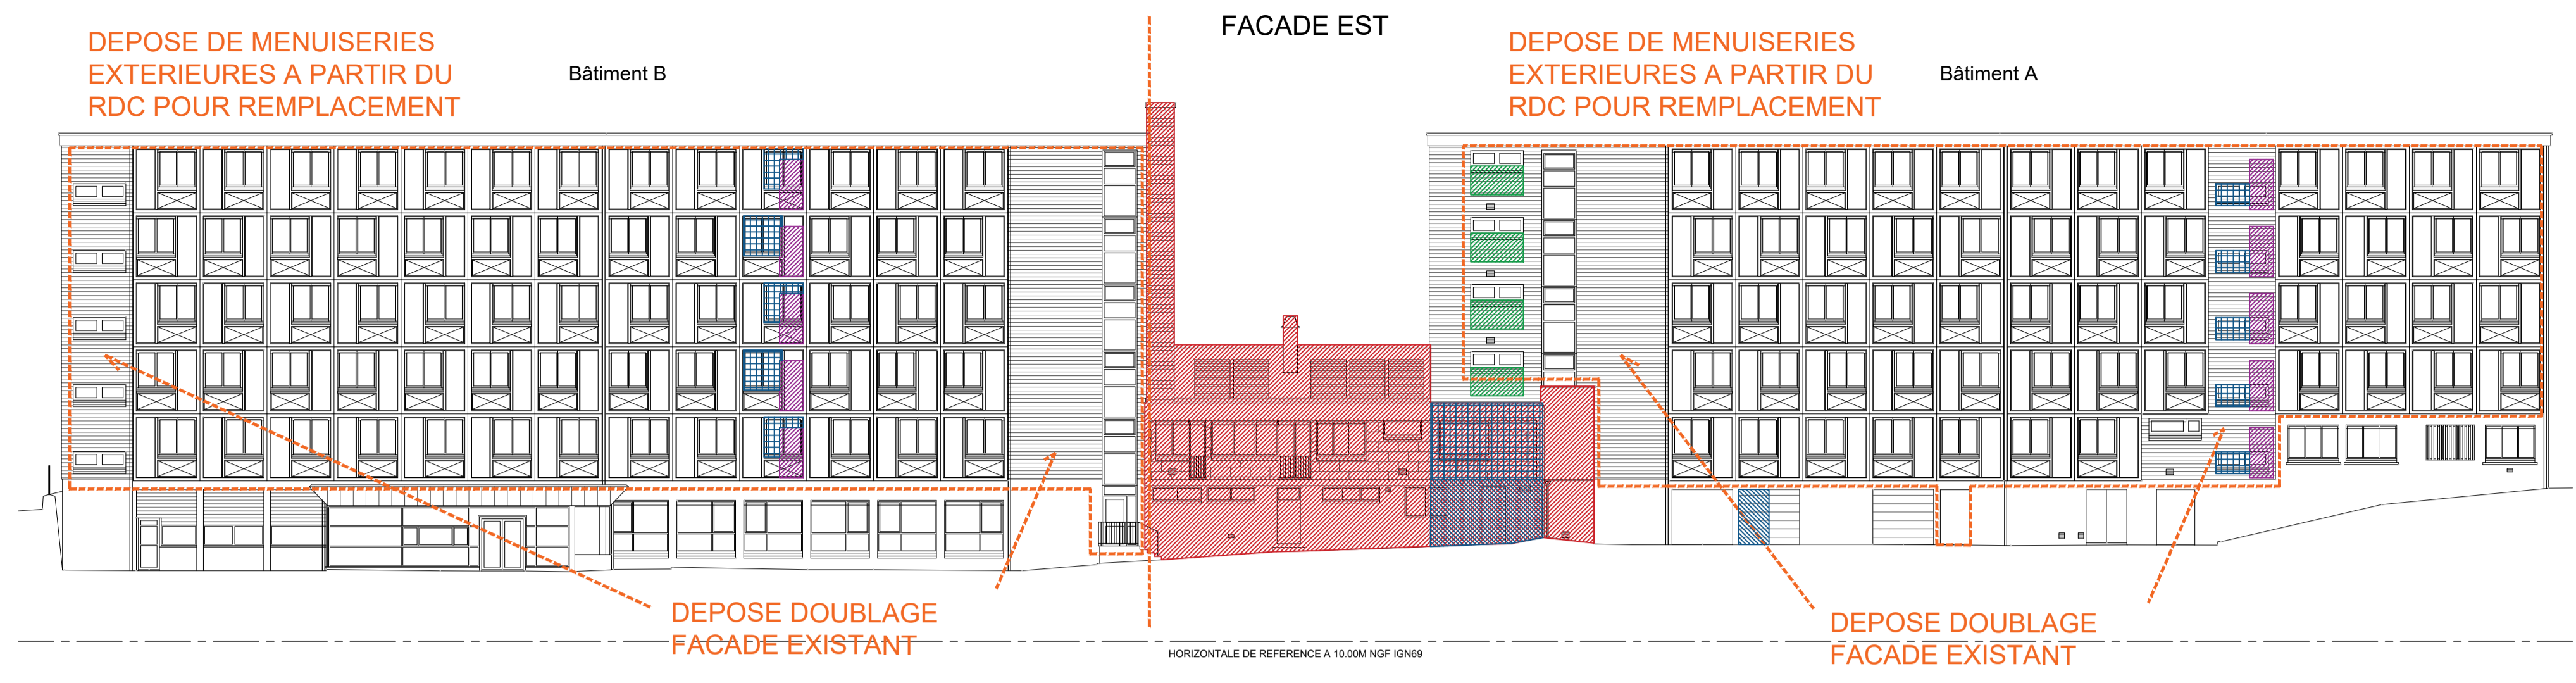 FACADE EST
DEPOSE DE MENUISERIES
EXTERIEURES A PARTIR DU
RDC POUR REMPLACEMENT
Bâtiment B
DEPOSE DE MENUISERIES
EXTERIEURES A PARTIR DU
RDC POUR REMPLACEMENT
Bâtiment A
DEPOSE DOUBLAGE
FACADE EXISTANT
DEPOSE DOUBLAGE
FACADE EXISTANT
HORIZONTALE DE REFERENCE A 10.00M NGF IGN69